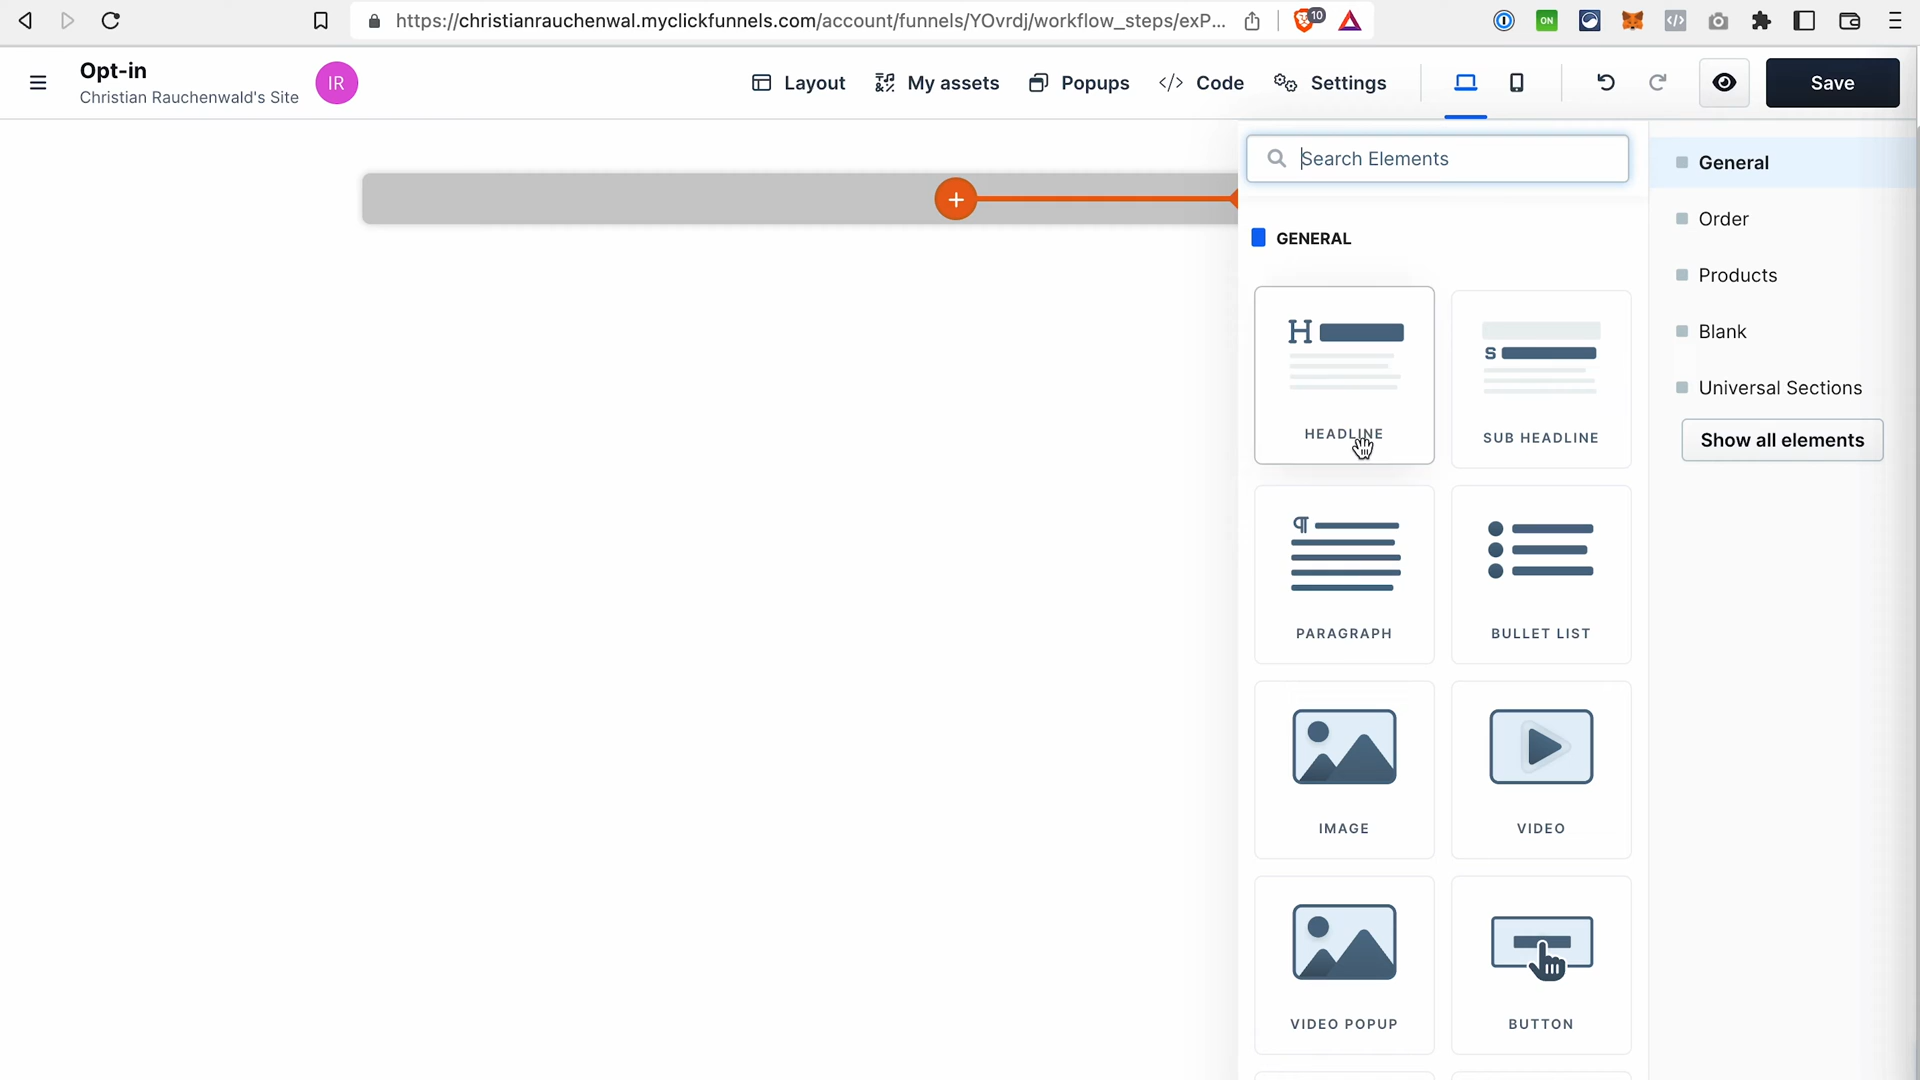 https://christianrauchenwal.myclickfunnels.com/account/funnels/YOvrdj/workflow_steps/exP...
10
ON
Opt-in
Christian Rauchenwald's Site
IR
Layout
My assets
Popups
Code
Settings
Save
Search Elements
GENERAL
HEADLINE
SUB HEADLINE
PARAGRAPH
BULLET LIST
IMAGE
VIDEO
VIDEO POPUP
BUTTON
General
Order
Products
Blank
Universal Sections
Show all elements